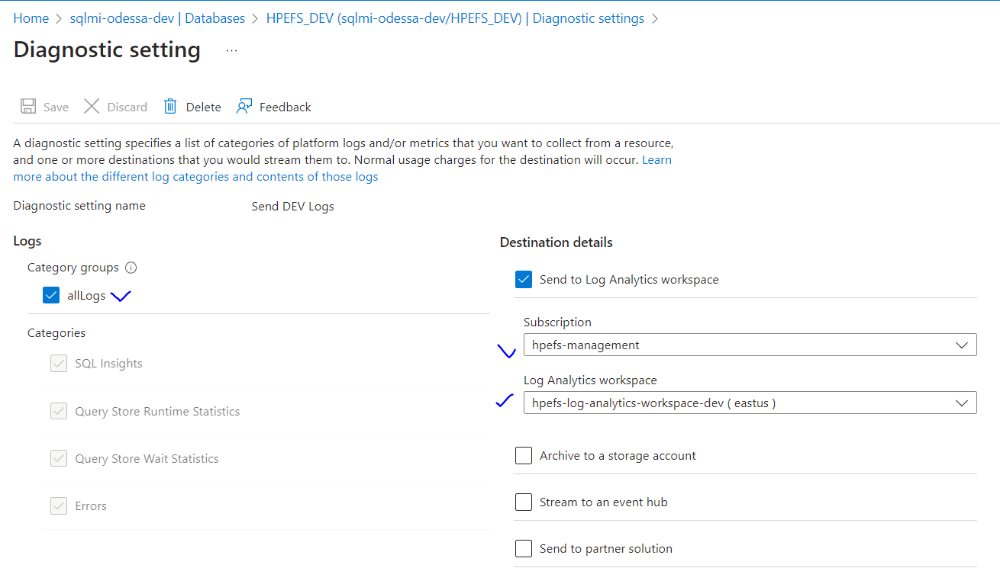 Home > sqlmi-odessa-dev | Databases > HPEFS_DEV (sqlmi-odessa-dev/HPEFS_DEV) | Diagnostic settings >
Diagnostic setting ...
Save Discard Delete Feedback
A diagnostic setting specifies a list of categories of platform logs and/or metrics that you want to collect from a resource,
and one or more destinations that you would stream them to. Normal usage charges for the destination will occur. Learn
more about the different log categories and contents of those logs
Diagnostic setting name Send DEV Logs
Logs
Category groups
allLogs
Categories
SQL Insights
Query Store Runtime Statistics
Query Store Wait Statistics
Errors
Destination details
Send to Log Analytics workspace
Subscription
hpefs-management
Log Analytics workspace
hpefs-log-analytics-workspace-dev ( eastus )
Archive to a storage account
Stream to an event hub
Send to partner solution